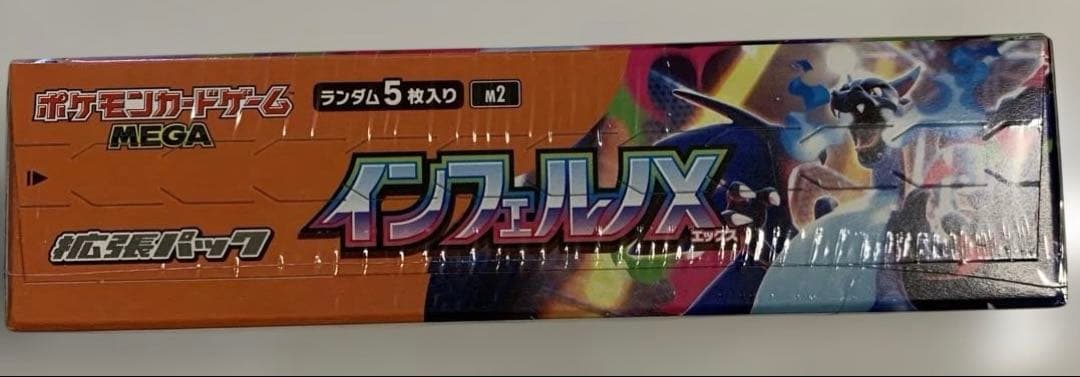 ポケモンカードゲーム
MEGA
ランダム5枚入り M2
インフェルノX
エックス
拡張パック